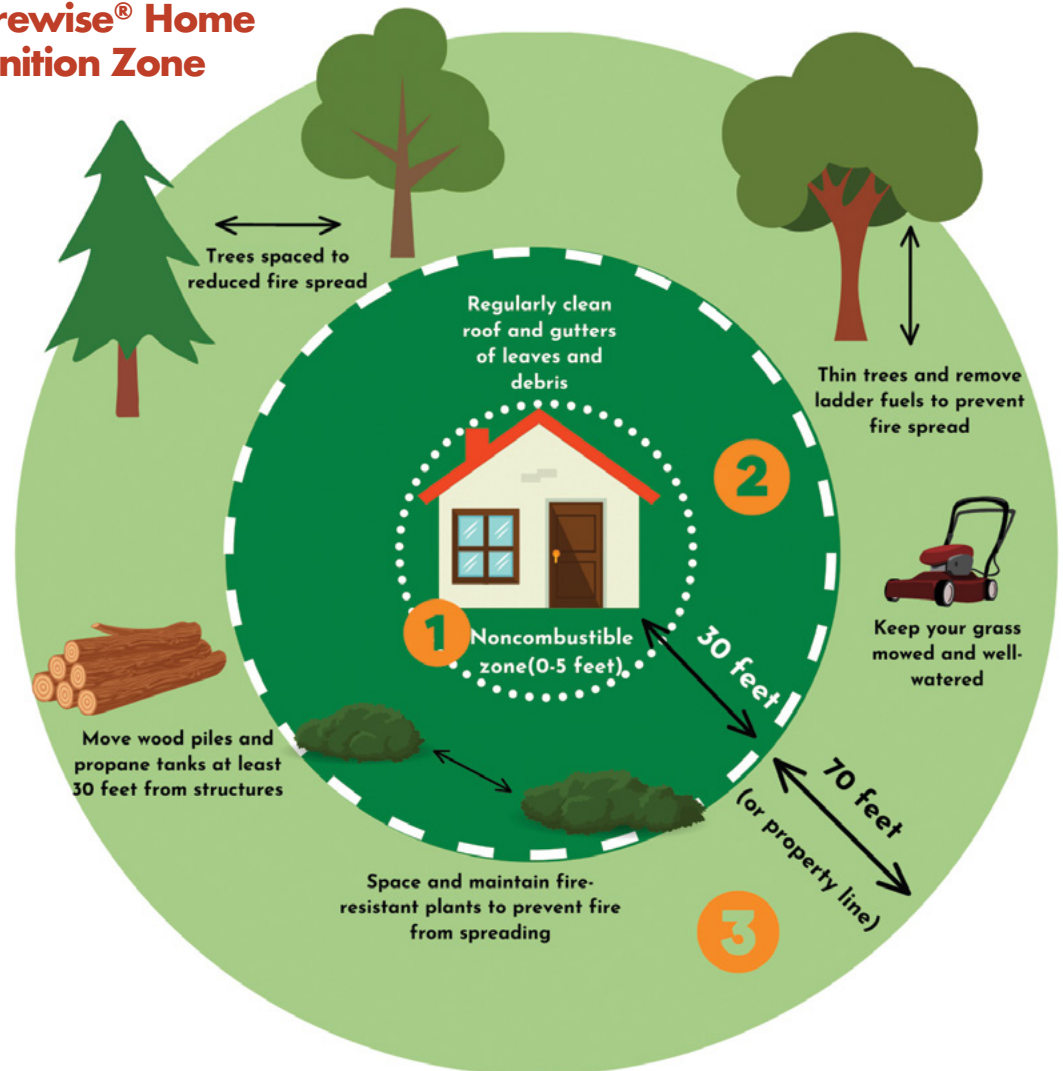 rewise® Home
nition Zone
Trees spaced to
reduced fire spread
Regularly clean
roof and gutters
of leaves and
debris
Thin trees and remove
ladder fuels to prevent
fire spread
2
Keep your grass
mowed and well-
watered
1
Noncombustible
zone(0-5 feet)
30 feet
Move wood piles and
propane tanks at least
30 feet from structures
70 feet
(or property line)
Space and maintain fire-
resistant plants to prevent fire
from spreading
3